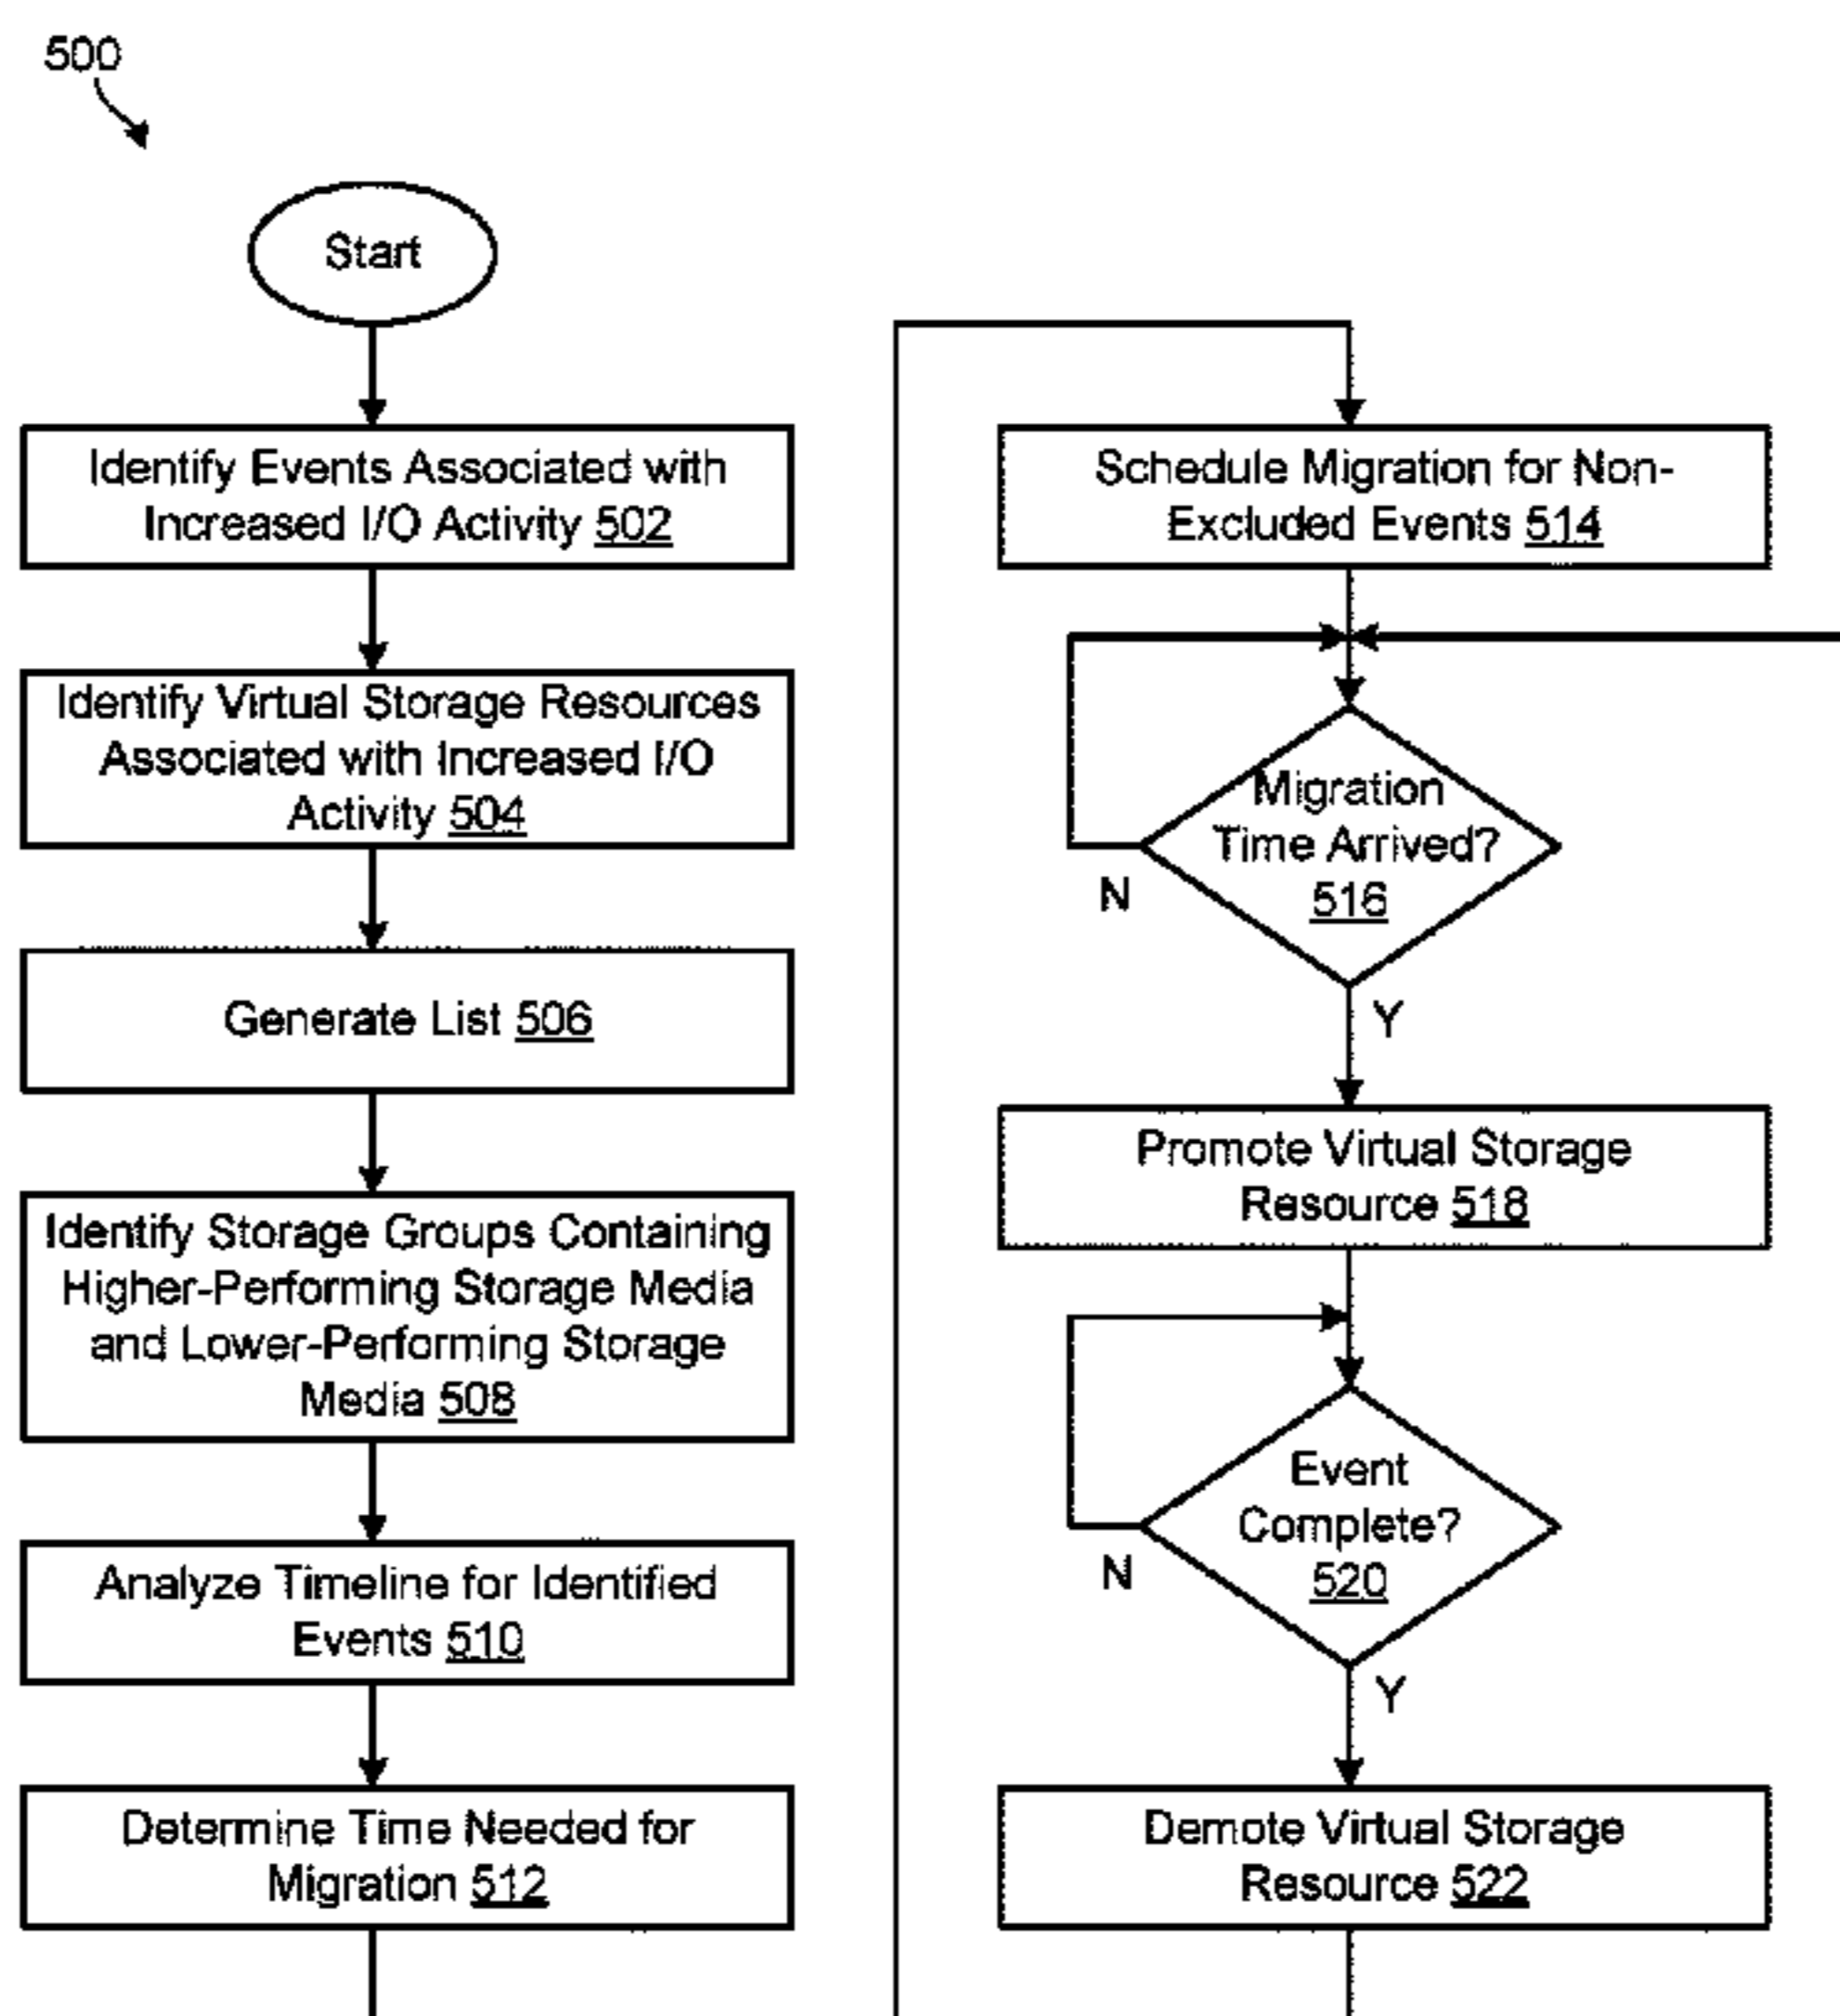 500
Start
Identify Events Associated with
Increased I/O Activity 502
Identify Virtual Storage Resources
Associated with Increased I/O
Activity 504
Generate List 506
Identify Storage Groups Containing
Higher-Performing Storage Media
and Lower-Performing Storage
Media 508
Analyze Timeline for Identified
Events 510
Determine Time Needed for
Migration 512
Schedule Migration for Non-
Excluded Events 514
Migration
Time Arrived?
516
N
Y
Promote Virtual Storage
Resource 518
Event
Complete?
520
N
Y
Demote Virtual Storage
Resource 522